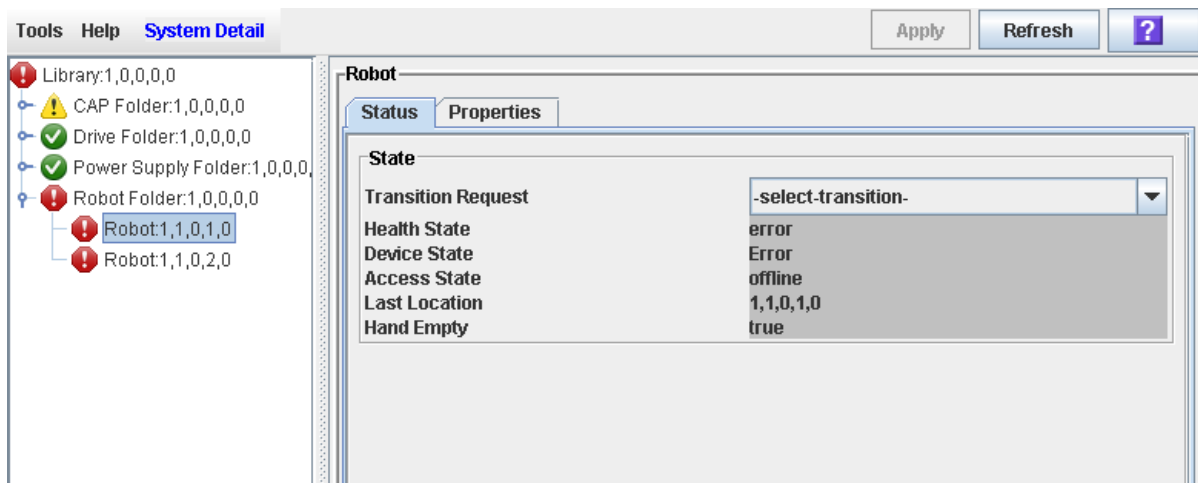 Tools Help System Detail Apply Refresh ?
Library:1,0,0,0,0
CAP Folder:1,0,0,0,0
Drive Folder:1,0,0,0,0
Power Supply Folder:1,0,0,0,
Robot Folder:1,0,0,0,0
Robot:1,1,0,1,0
Robot:1,1,0,2,0
Robot
Status Properties
State
Transition Request -select-transition-
Health State error
Device State Error
Access State offline
Last Location 1,1,0,1,0
Hand Empty true